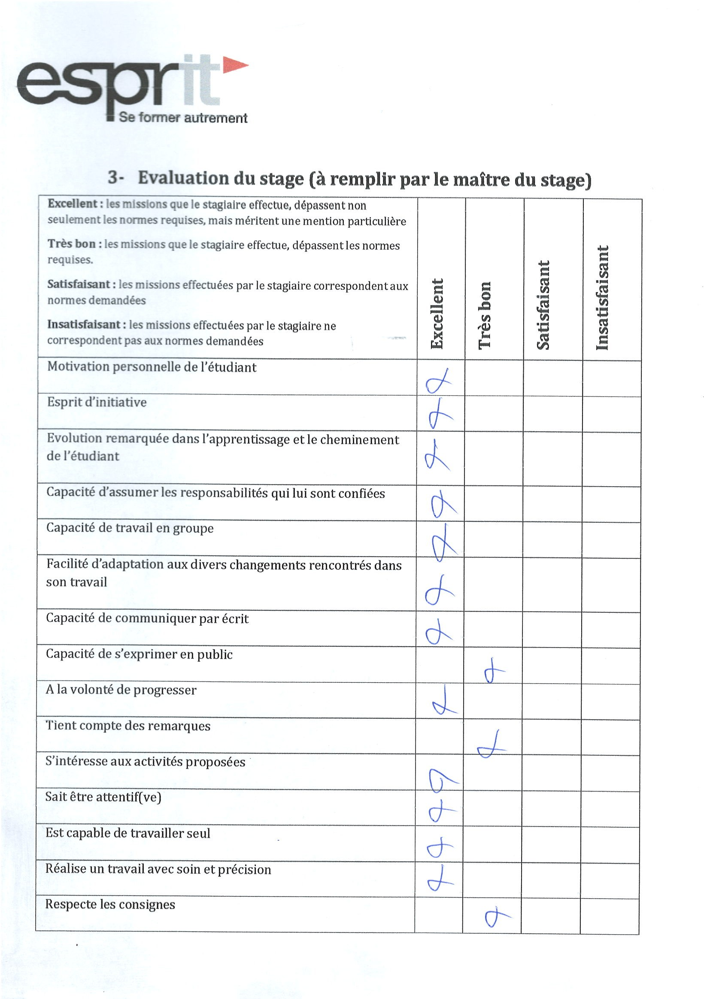 esprit
Se former autrement
3- Evaluation du stage (à remplir par le maître du stage)
Excellent : les missions que le stagiaire effectue, dépassent non
seulement les normes requises, mais méritent une mention particulière
Très bon : les missions que le stagiaire effectue, dépassent les normes
requises.
Satisfaisant : les missions effectuées par le stagiaire correspondent aux
normes demandées
Insatisfaisant : les missions effectuées par le stagiaire ne
correspondent pas aux normes demandées
Excellent
Très bon
Satisfaisant
Insatisfaisant
Motivation personnelle de l'étudiant
Esprit d'initiative
Evolution remarquée dans l'apprentissage et le cheminement
de l'étudiant
Capacité d'assumer les responsabilités qui lui sont confiées
Capacité de travail en groupe
Facilité d'adaptation aux divers changements rencontrés dans
son travail
Capacité de communiquer par écrit
Capacité de s'exprimer en public
A la volonté de progresser
Tient compte des remarques
S'intéresse aux activités proposées
Sait être attentif(ve)
Est capable de travailler seul
Réalise un travail avec soin et précision
Respecte les consignes